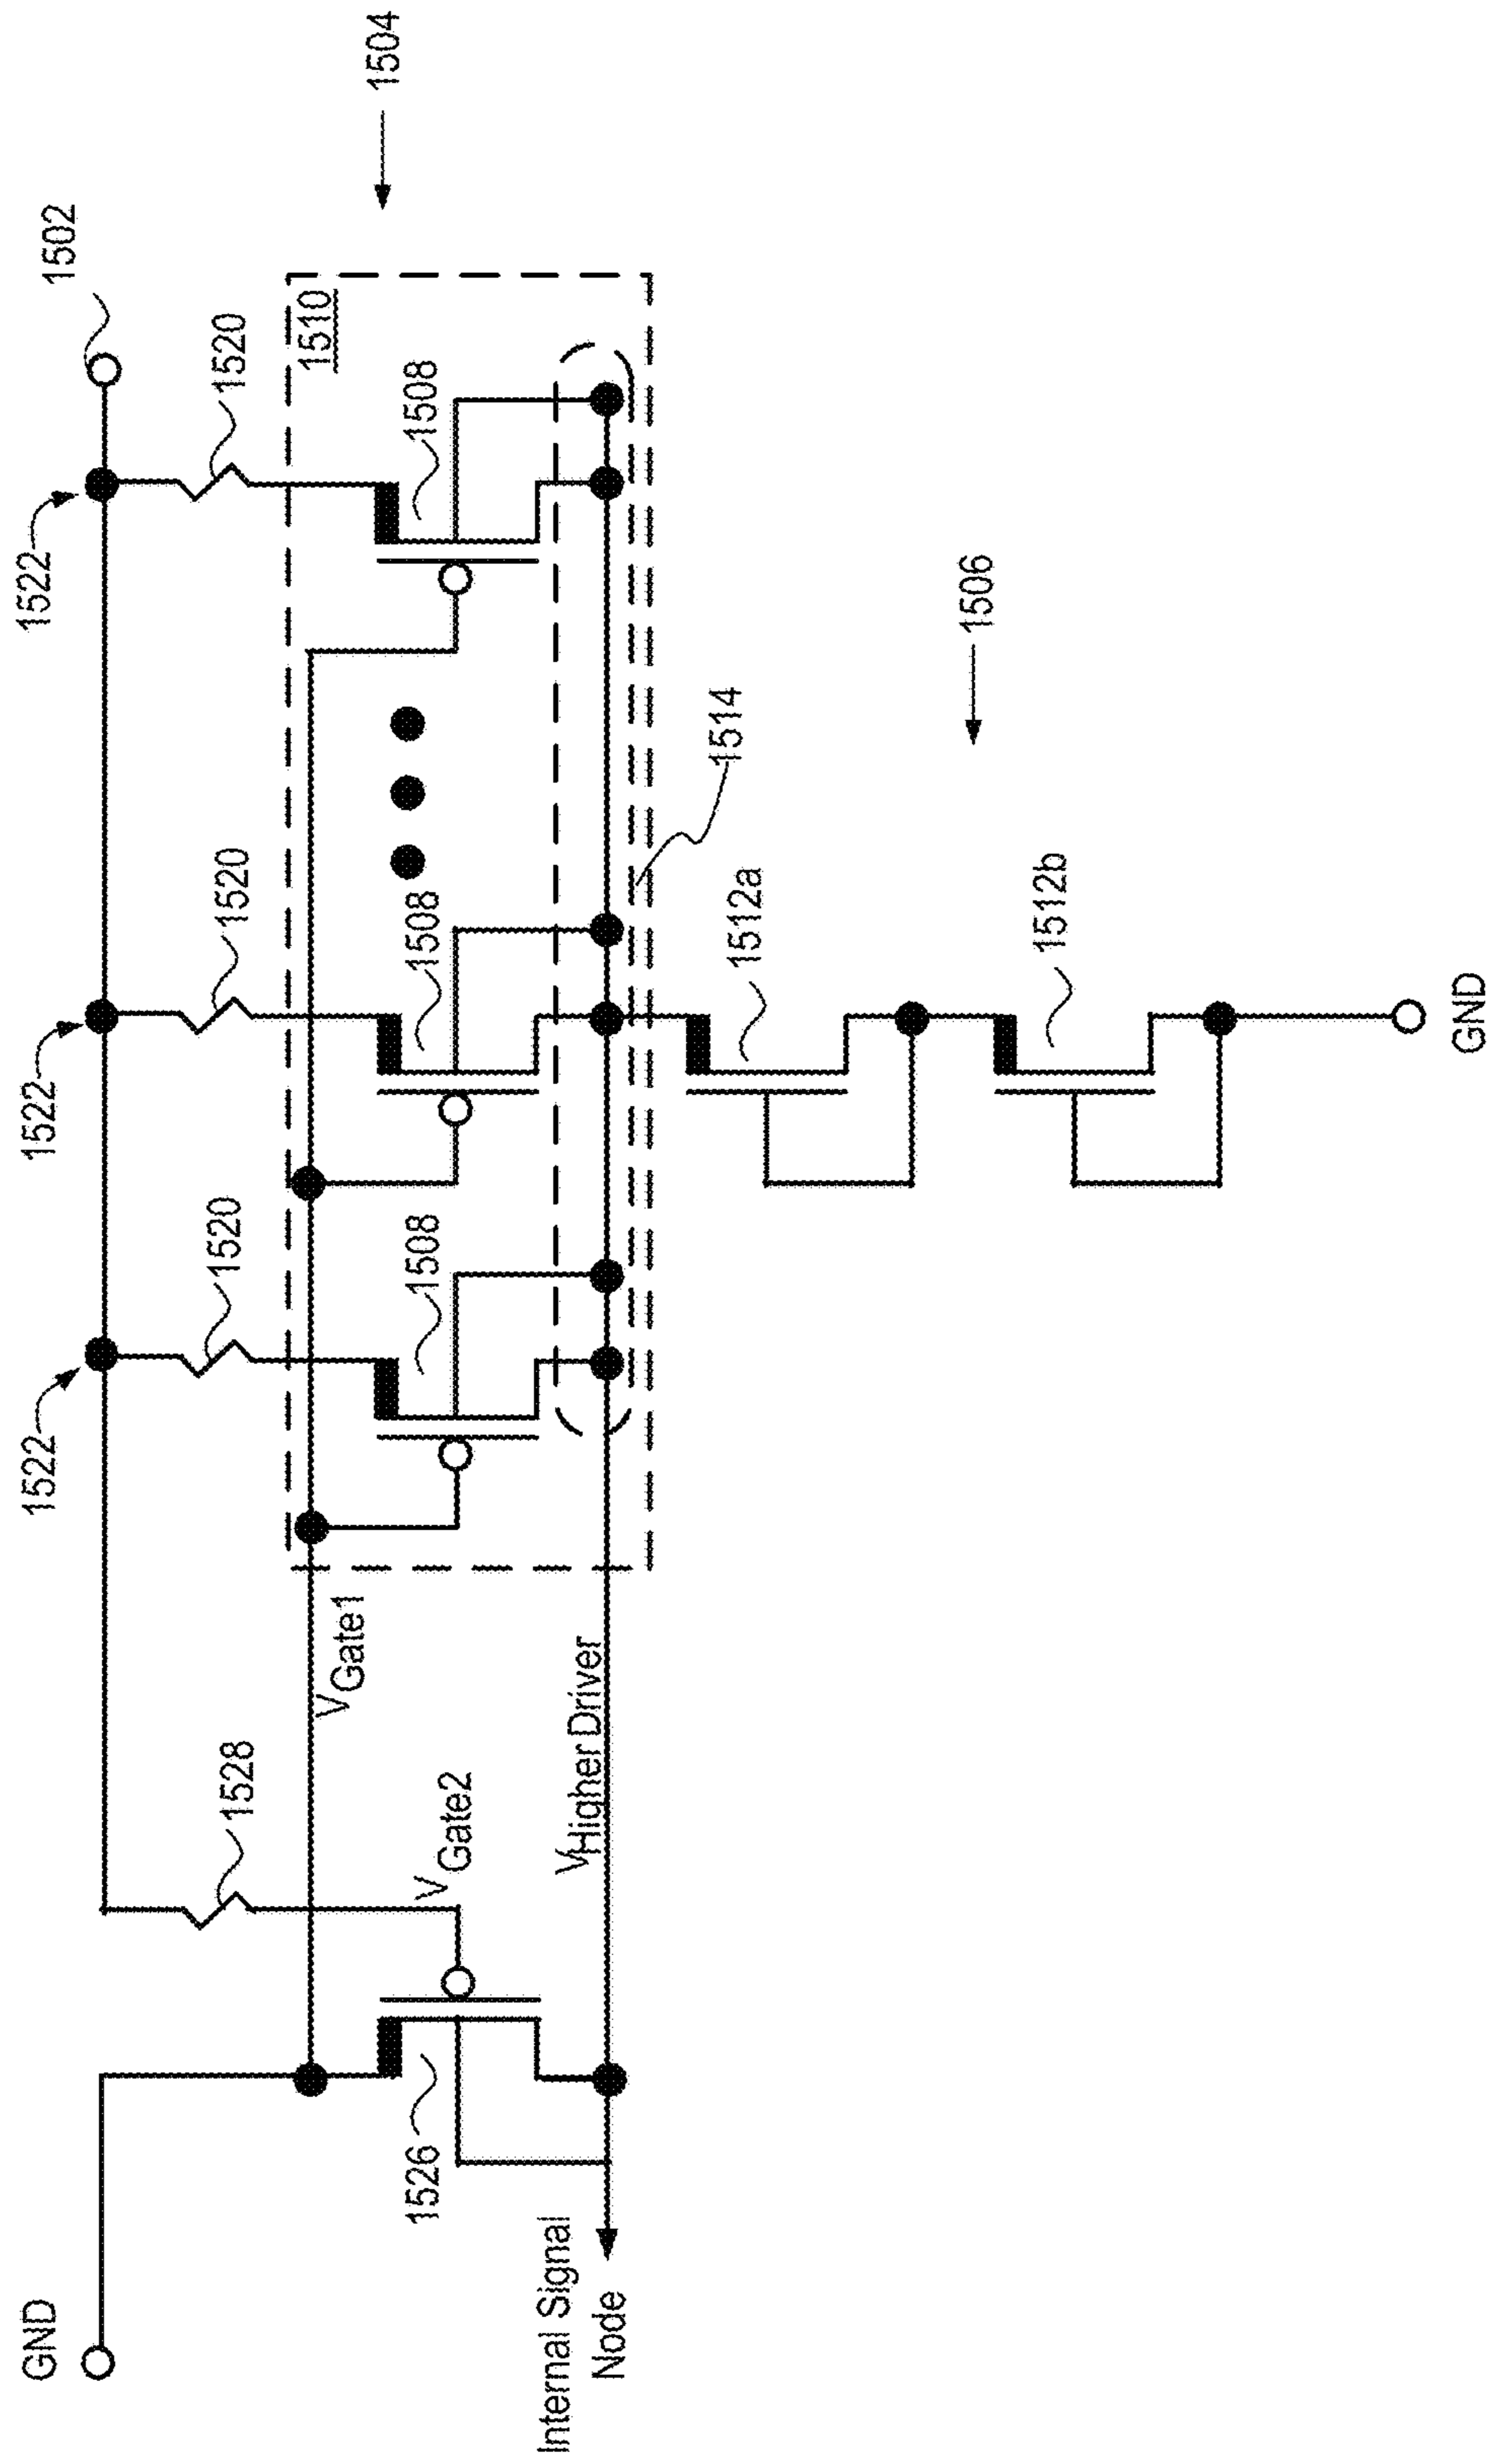 1504
1502
1520
1510
1508
1522
1506
1514
1520
1508
1512a
1512b
1522
GND
1520
1508
1522
VGate1
1528
VGate2
VHigher Driver
1526
GND
Internal Signal
Node